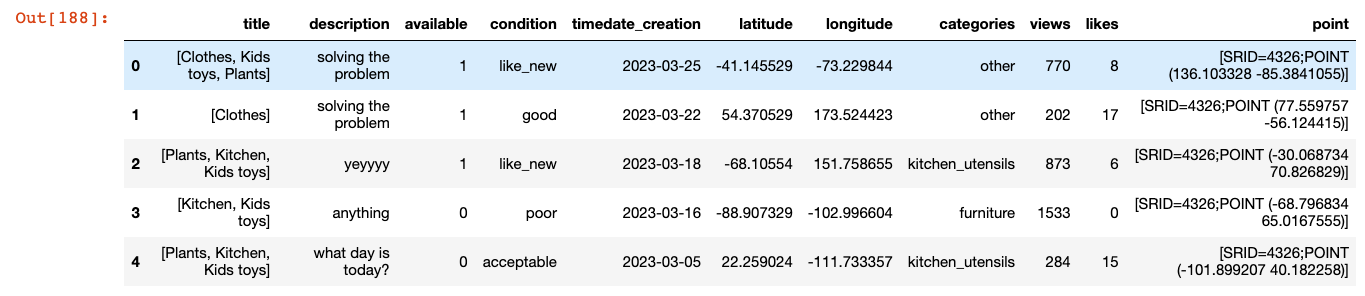 Out[188]:
title description available condition timedate_creation latitude longitude categories views likes point
0 [Clothes, Kids toys, Plants] solving the problem 1 like_new 2023-03-25 -41.145529 -73.229844 other 770 8 [SRID=4326;POINT (136.103328 -85.3841055)]
1 [Clothes] solving the problem 1 good 2023-03-22 54.370529 173.524423 other 202 17 [SRID=4326;POINT (77.559757 -56.124415)]
2 [Plants, Kitchen, Kids toys] yeyyyy 1 like_new 2023-03-18 -68.10554 151.758655 kitchen_utensils 873 6 [SRID=4326;POINT (-30.068734 70.826829)]
3 [Kitchen, Kids toys] anything 0 poor 2023-03-16 -88.907329 -102.996604 furniture 1533 0 [SRID=4326;POINT (-68.796834 65.0167555)]
4 [Plants, Kitchen, Kids toys] what day is today? 0 acceptable 2023-03-05 22.259024 -111.733357 kitchen_utensils 284 15 [SRID=4326;POINT (-101.899207 40.182258)]